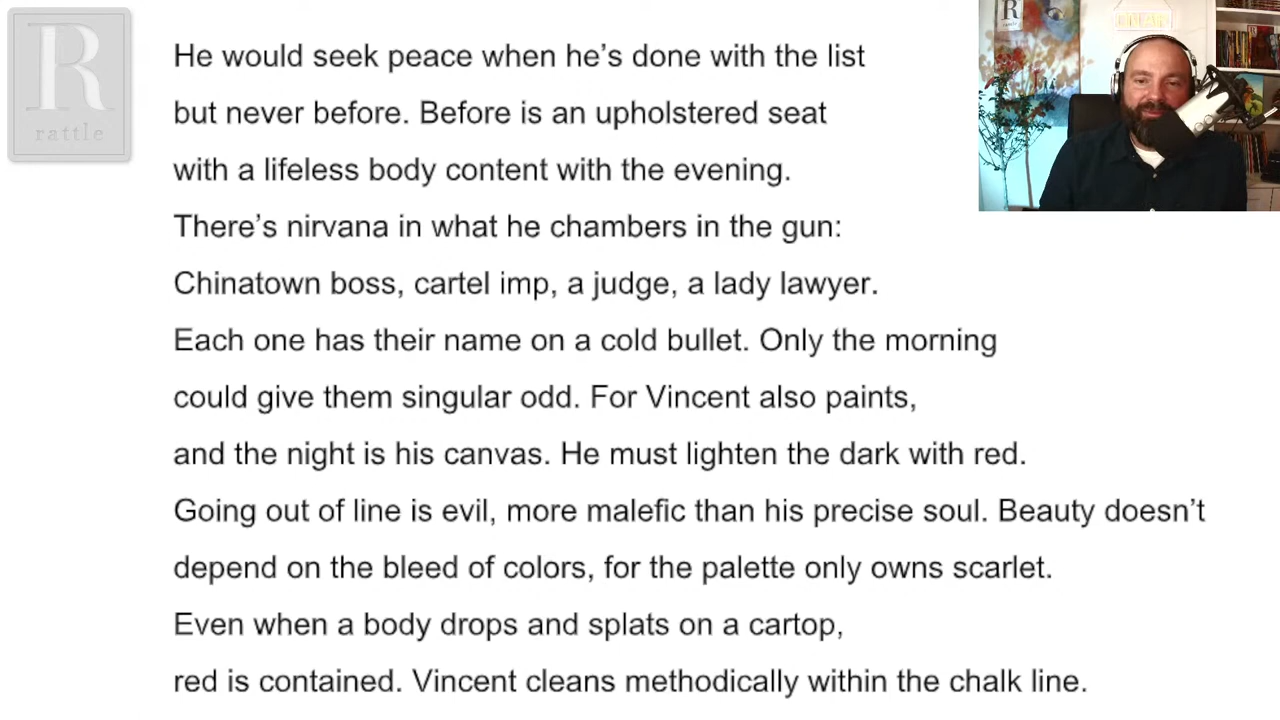 R
rattle
He would seek peace when he’s done with the list
but never before. Before is an upholstered seat
with a lifeless body content with the evening.
There’s nirvana in what he chambers in the gun:
Chinatown boss, cartel imp, a judge, a lady lawyer.
Each one has their name on a cold bullet. Only the morning
could give them singular odd. For Vincent also paints,
and the night is his canvas. He must lighten the dark with red.
Going out of line is evil, more malefic than his precise soul. Beauty doesn’t
depend on the bleed of colors, for the palette only owns scarlet.
Even when a body drops and splats on a cartop,
red is contained. Vincent cleans methodically within the chalk line.
R